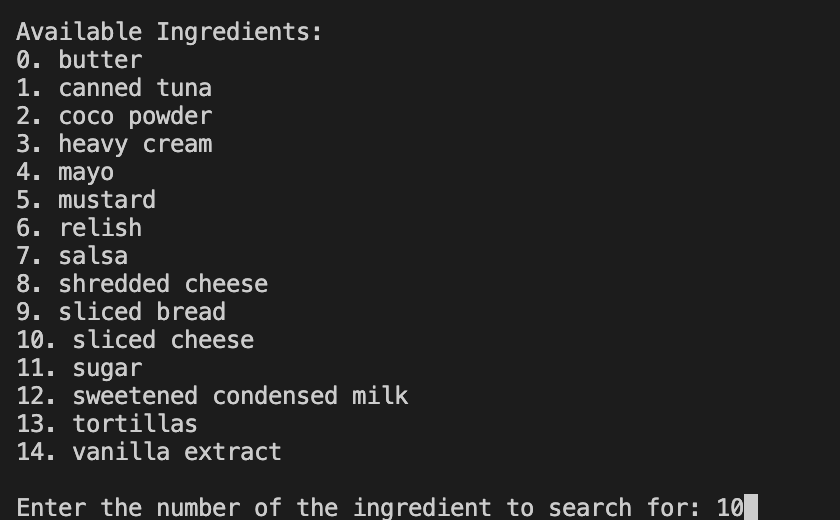 Available Ingredients:
0. butter
1. canned tuna
2. coco powder
3. heavy cream
4. mayo
5. mustard
6. relish
7. salsa
8. shredded cheese
9. sliced bread
10. sliced cheese
11. sugar
12. sweetened condensed milk
13. tortillas
14. vanilla extract
Enter the number of the ingredient to search for: 10